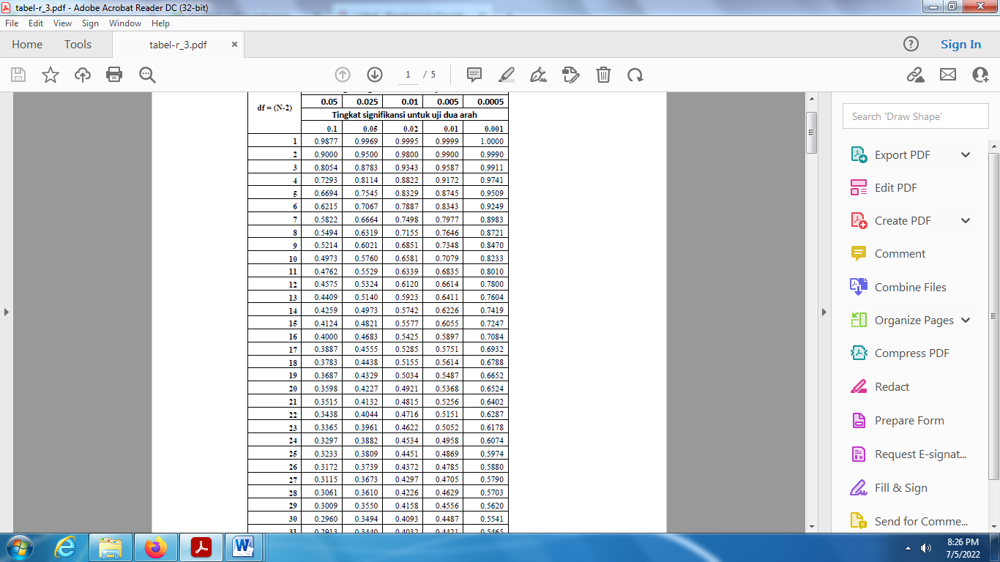 tabel-r_3.pdf - Adobe Acrobat Reader DC (32-bit)
File Edit View Sign Window Help
Home Tools tabel-r_3.pdf × ? Sign In
1 / 5
0.05 0.025 0.01 0.005 0.0005
df = (N-2)
Tingkat signifikansi untuk uji dua arah
0.1 0.05 0.02 0.01 0.001
1 0.9877 0.9969 0.9995 0.9999 1.0000
2 0.9000 0.9500 0.9800 0.9900 0.9990
3 0.8054 0.8783 0.9343 0.9587 0.9911
4 0.7293 0.8114 0.8822 0.9172 0.9741
5 0.6694 0.7545 0.8329 0.8745 0.9509
6 0.6215 0.7067 0.7887 0.8343 0.9249
7 0.5822 0.6664 0.7498 0.7977 0.8983
8 0.5494 0.6319 0.7155 0.7646 0.8721
9 0.5214 0.6021 0.6851 0.7348 0.8470
10 0.4973 0.5760 0.6581 0.7079 0.8233
11 0.4762 0.5529 0.6339 0.6835 0.8010
12 0.4575 0.5324 0.6120 0.6614 0.7800
13 0.4409 0.5140 0.5923 0.6411 0.7604
14 0.4259 0.4973 0.5742 0.6226 0.7419
15 0.4124 0.4821 0.5577 0.6055 0.7247
16 0.4000 0.4683 0.5425 0.5897 0.7084
17 0.3887 0.4555 0.5285 0.5751 0.6932
18 0.3783 0.4438 0.5155 0.5614 0.6788
19 0.3687 0.4329 0.5034 0.5487 0.6652
20 0.3598 0.4227 0.4921 0.5368 0.6524
21 0.3515 0.4132 0.4815 0.5256 0.6402
22 0.3438 0.4044 0.4716 0.5151 0.6287
23 0.3365 0.3961 0.4622 0.5052 0.6178
24 0.3297 0.3882 0.4534 0.4958 0.6074
25 0.3233 0.3809 0.4451 0.4869 0.5974
26 0.3172 0.3739 0.4372 0.4785 0.5880
27 0.3115 0.3673 0.4297 0.4705 0.5790
28 0.3061 0.3610 0.4226 0.4629 0.5703
29 0.3009 0.3550 0.4158 0.4556 0.5620
30 0.2960 0.3494 0.4093 0.4487 0.5541
31 0.2913 0.3440 0.4032 0.4421 0.5465
Search 'Draw Shape'
Export PDF
Edit PDF
Create PDF
Comment
Combine Files
Organize Pages
Compress PDF
Redact
Prepare Form
Request E-signat...
Fill & Sign
Send for Comme...
8:26 PM
7/5/2022